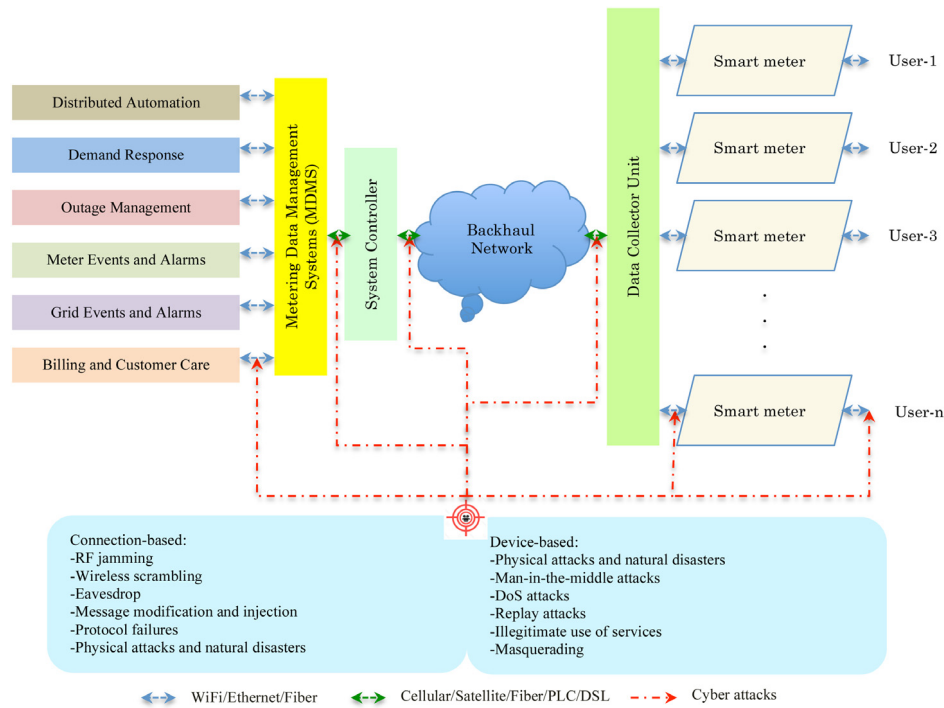 Distributed Automation
Demand Response
Outage Management
Meter Events and Alarms
Grid Events and Alarms
Billing and Customer Care
Metering Data Management
Systems (MDMS)
System Controller
Backhaul
Network
Data Collector Unit
Smart meter
User-1
Smart meter
User-2
Smart meter
User-3
.
.
.
Smart meter
User-n
Connection-based:
-RF jamming
-Wireless scrambling
-Eavesdrop
-Message modification and injection
-Protocol failures
-Physical attacks and natural disasters
Device-based:
-Physical attacks and natural disasters
-Man-in-the-middle attacks
-DoS attacks
-Replay attacks
-Illegitimate use of services
-Masquerading
WiFi/Ethernet/Fiber
Cellular/Satellite/Fiber/PLC/DSL
Cyber attacks